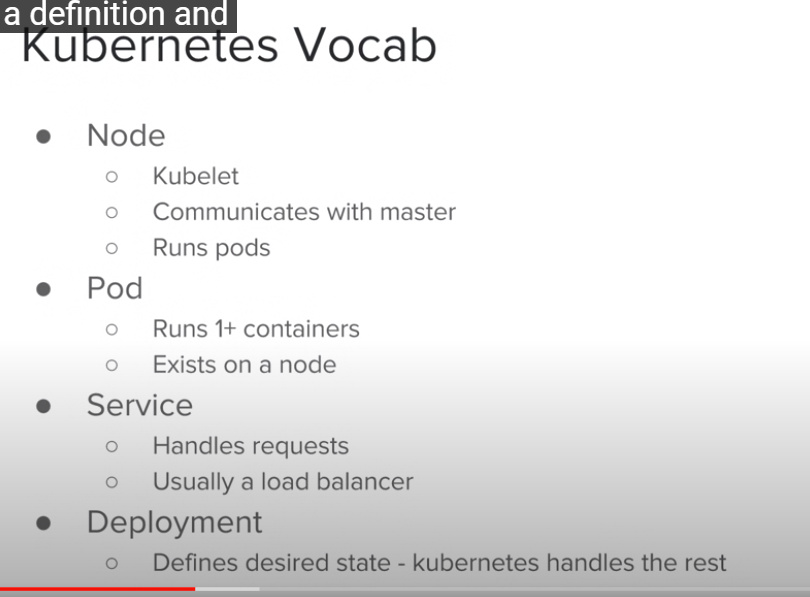 a definition and
Kubernetes Vocab
Node
Kubelet
Communicates with master
Runs pods
Pod
Runs 1+ containers
Exists on a node
Service
Handles requests
Usually a load balancer
Deployment
Defines desired state - kubernetes handles the rest